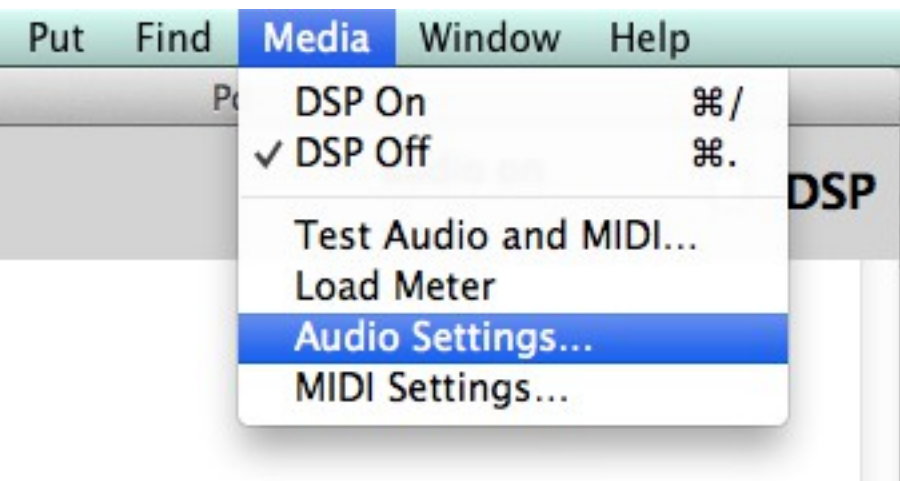 Put Find Media Window Help
Po
DSP On ⌘/
✓ DSP Off ⌘.
DSP
Test Audio and MIDI...
Load Meter
Audio Settings...
MIDI Settings...